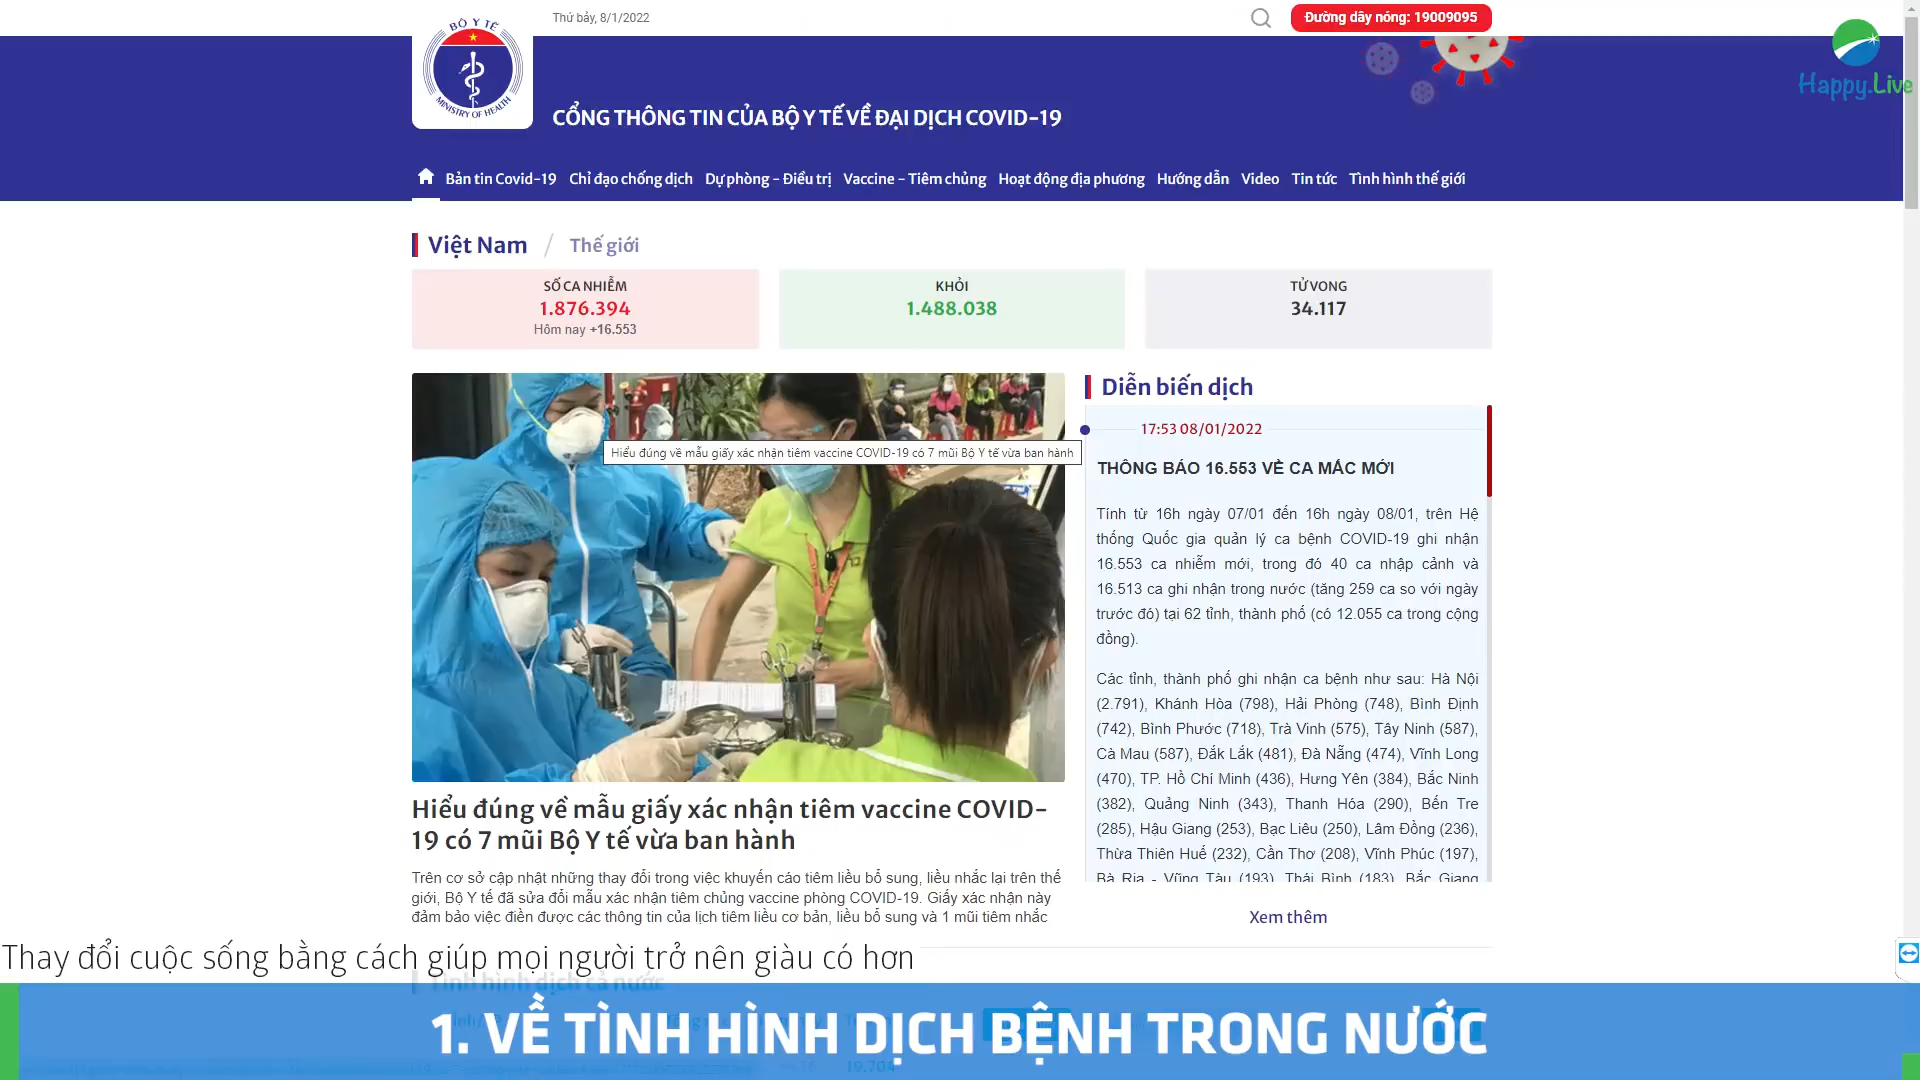 Thứ bảy, 8/1/2022
Đường dây nóng: 19009095
BỘ Y TẾ
MINISTRY OF HEALTH
Happy.Live
CỔNG THÔNG TIN CỦA BỘ Y TẾ VỀ ĐẠI DỊCH COVID-19
Bản tin Covid-19 Chỉ đạo chống dịch Dự phòng - Điều trị Vaccine - Tiêm chủng Hoạt động địa phương Hướng dẫn Video Tin tức Tình hình thế giới
Việt Nam / Thế giới
SỐ CA NHIỄM
1.876.394
Hôm nay +16.553
KHỎI
1.488.038
TỬ VONG
34.117
Hiểu đúng về mẫu giấy xác nhận tiêm vaccine COVID-19 có 7 mũi Bộ Y tế vừa ban hành
Hiểu đúng về mẫu giấy xác nhận tiêm vaccine COVID-
19 có 7 mũi Bộ Y tế vừa ban hành
Trên cơ sở cập nhật những thay đổi trong việc khuyến cáo tiêm liều bổ sung, liều nhắc lại trên thế
giới, Bộ Y tế đã sửa đổi mẫu xác nhận tiêm chủng vaccine phòng COVID-19. Giấy xác nhận này
đảm bảo việc điền được các thông tin của lịch tiêm liều cơ bản, liều bổ sung và 1 mũi tiêm nhắc
Diễn biến dịch
17:53 08/01/2022
THÔNG BÁO 16.553 VỀ CA MẮC MỚI
Tính từ 16h ngày 07/01 đến 16h ngày 08/01, trên Hệ
thống Quốc gia quản lý ca bệnh COVID-19 ghi nhận
16.553 ca nhiễm mới, trong đó 40 ca nhập cảnh và
16.513 ca ghi nhận trong nước (tăng 259 ca so với ngày
trước đó) tại 62 tỉnh, thành phố (có 12.055 ca trong cộng
đồng).
Các tỉnh, thành phố ghi nhận ca bệnh như sau: Hà Nội
(2.791), Khánh Hòa (798), Hải Phòng (748), Bình Định
(742), Bình Phước (718), Trà Vinh (575), Tây Ninh (587),
Cà Mau (587), Đắk Lắk (481), Đà Nẵng (474), Vĩnh Long
(470), TP. Hồ Chí Minh (436), Hưng Yên (384), Bắc Ninh
(382), Quảng Ninh (343), Thanh Hóa (290), Bến Tre
(285), Hậu Giang (253), Bạc Liêu (250), Lâm Đồng (236),
Thừa Thiên Huế (232), Cần Thơ (208), Vĩnh Phúc (197),
Bà Rịa - Vũng Tàu (193), Thái Bình (183), Bắc Giang
Xem thêm
Thay đổi cuộc sống bằng cách giúp mọi người trở nên giàu có hơn
Tình hình dịch cả nước
1. VỀ TÌNH HÌNH DỊCH BỆNH TRONG NƯỚC
19.704